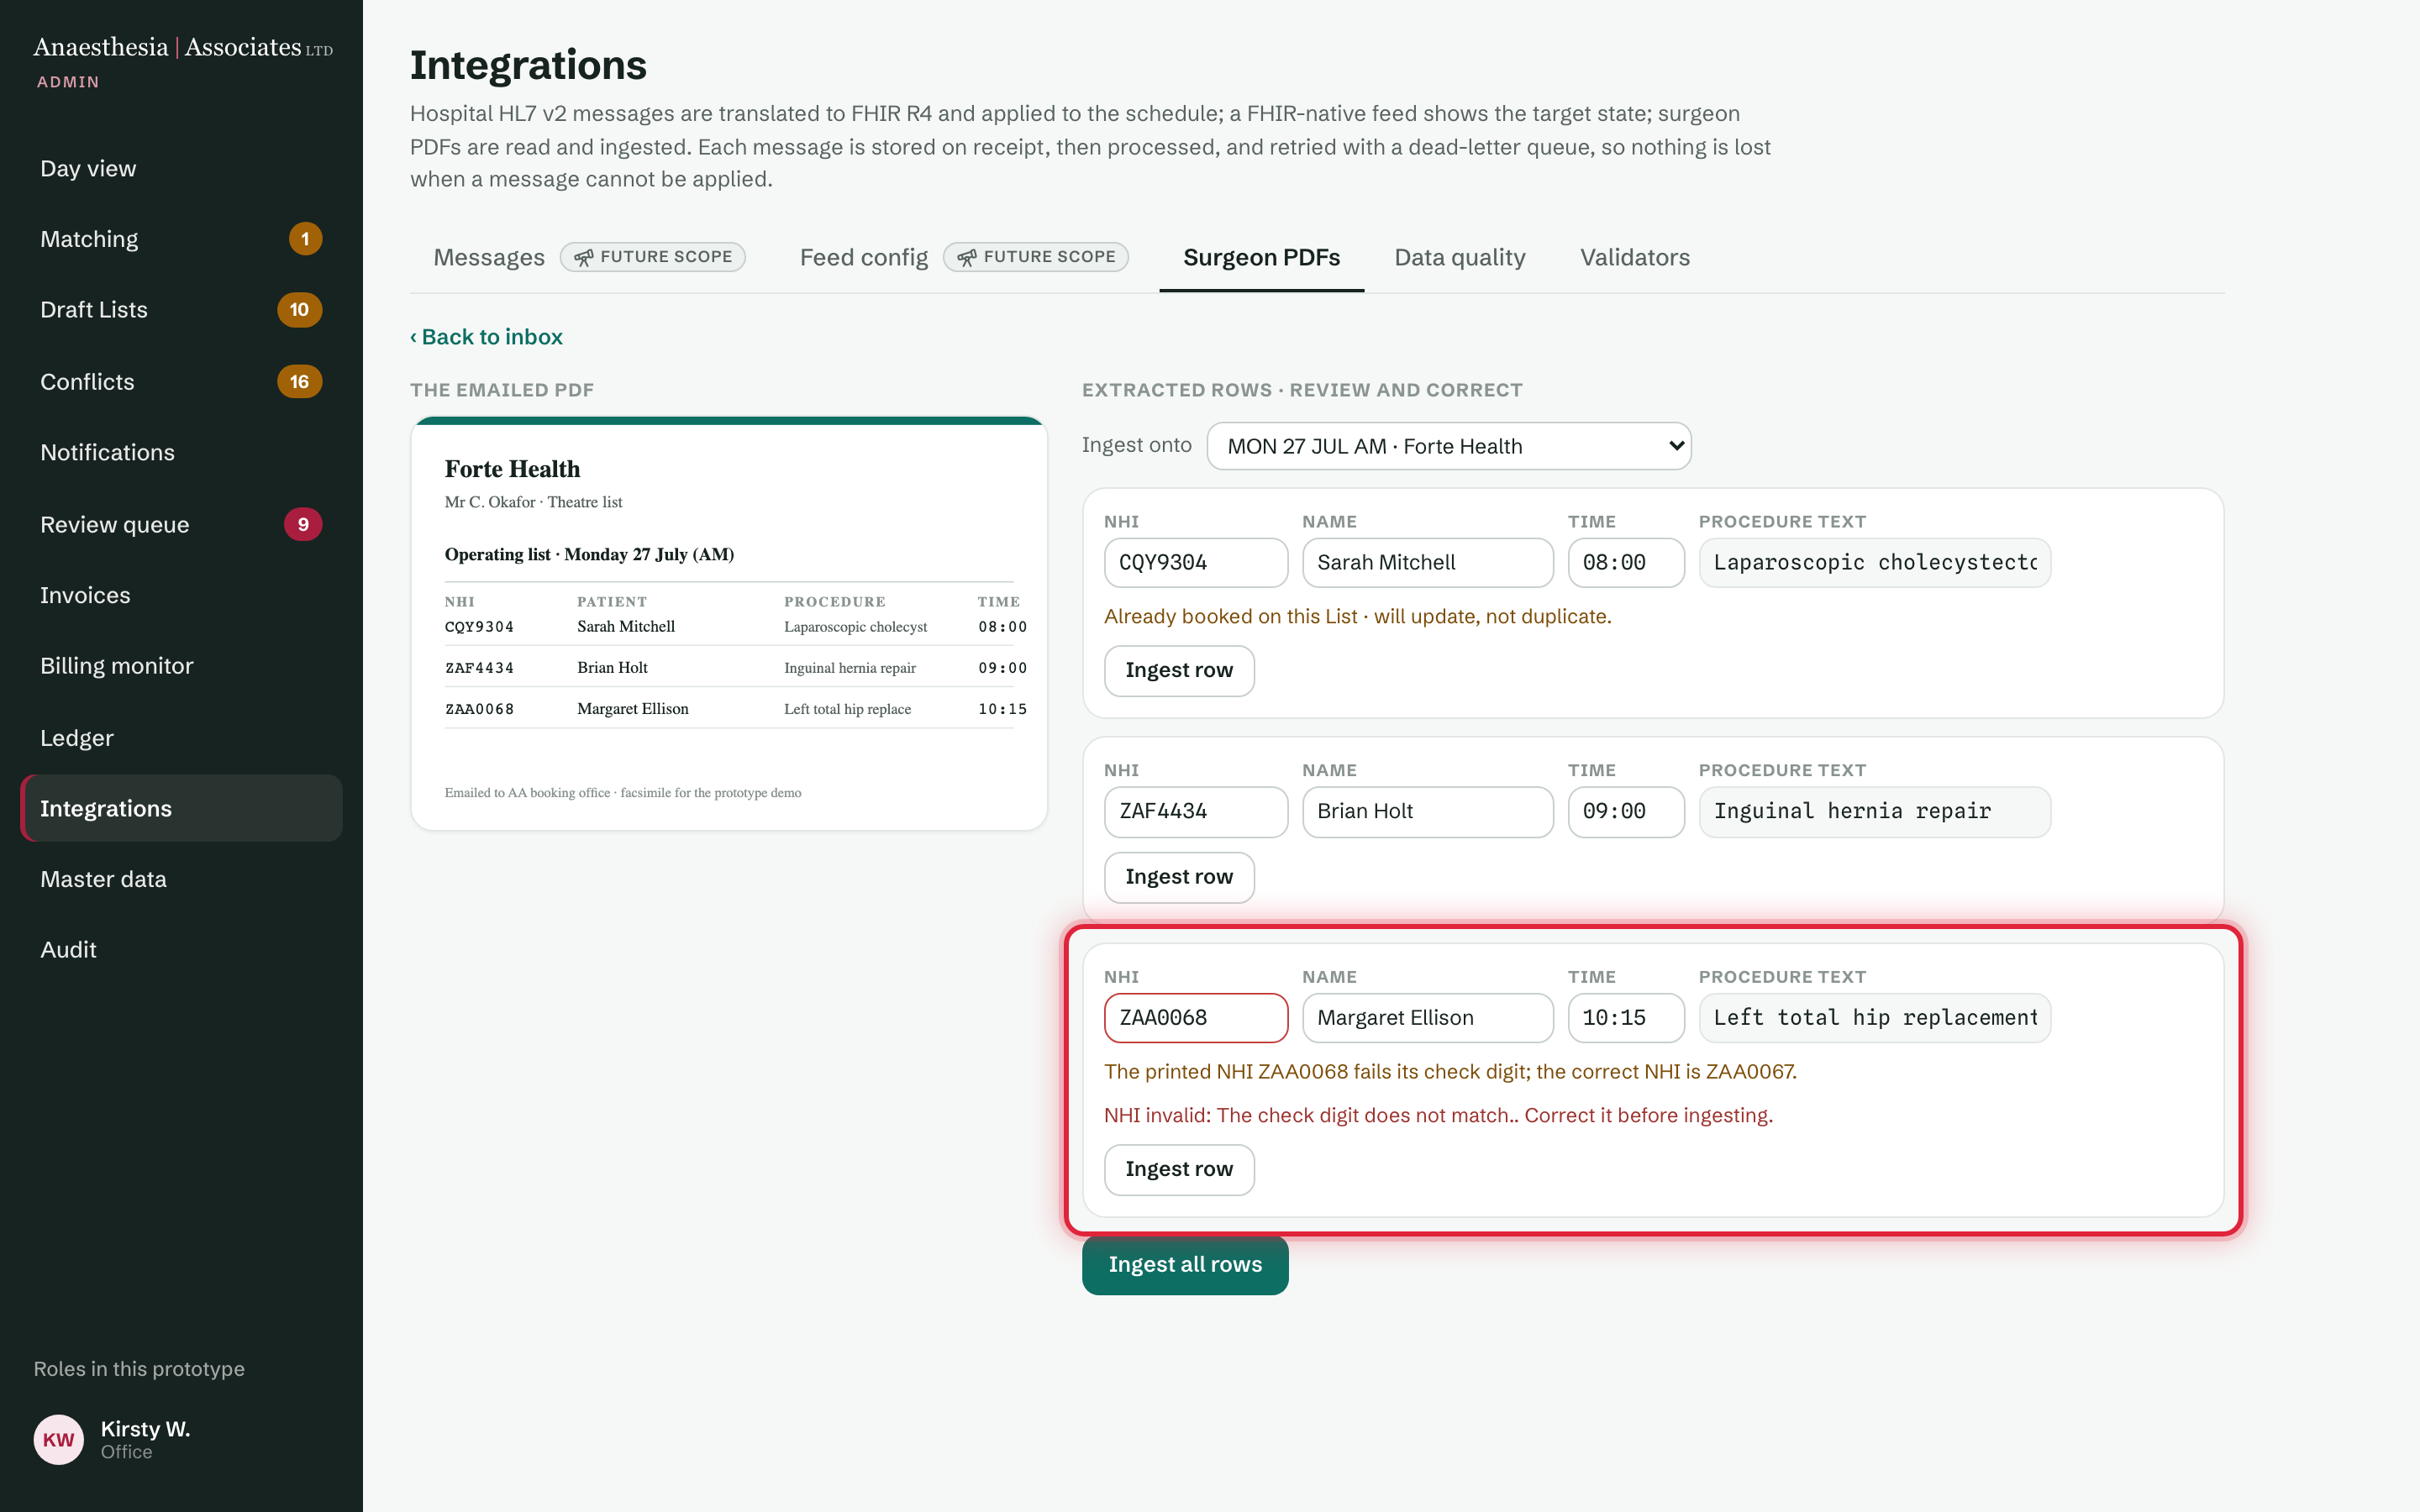 Anaesthesia | Associates LTD
ADMIN
Day view
Matching 1
Draft Lists 10
Conflicts 16
Notifications
Review queue 9
Invoices
Billing monitor
Ledger
Integrations
Master data
Audit
Roles in this prototype
KW
Kirsty W.
Office
Integrations
Hospital HL7 v2 messages are translated to FHIR R4 and applied to the schedule; a FHIR-native feed shows the target state; surgeon
PDFs are read and ingested. Each message is stored on receipt, then processed, and retried with a dead-letter queue, so nothing is lost
when a message cannot be applied.
Messages FUTURE SCOPE Feed config FUTURE SCOPE Surgeon PDFs Data quality Validators
‹ Back to inbox
THE EMAILED PDF
Forte Health
Mr C. Okafor · Theatre list
Operating list · Monday 27 July (AM)
NHI PATIENT PROCEDURE TIME
CQY9304 Sarah Mitchell Laparoscopic cholecyst 08:00
ZAF4434 Brian Holt Inguinal hernia repair 09:00
ZAA0068 Margaret Ellison Left total hip replace 10:15
Emailed to AA booking office · facsimile for the prototype demo
EXTRACTED ROWS · REVIEW AND CORRECT
Ingest onto MON 27 JUL AM · Forte Health
NHI NAME TIME PROCEDURE TEXT
CQY9304 Sarah Mitchell 08:00 Laparoscopic cholecystecto
Already booked on this List · will update, not duplicate.
Ingest row
NHI NAME TIME PROCEDURE TEXT
ZAF4434 Brian Holt 09:00 Inguinal hernia repair
Ingest row
NHI NAME TIME PROCEDURE TEXT
ZAA0068 Margaret Ellison 10:15 Left total hip replacement
The printed NHI ZAA0068 fails its check digit; the correct NHI is ZAA0067.
NHI invalid: The check digit does not match.. Correct it before ingesting.
Ingest row
Ingest all rows